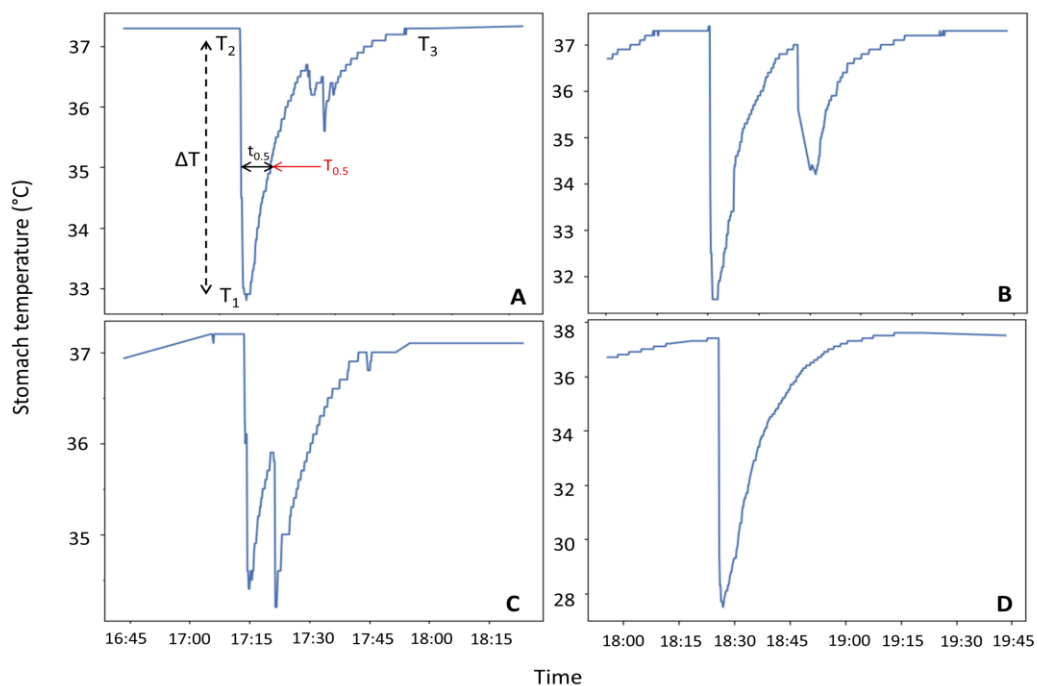 Stomach temperature (°C)
37
36
35
34
33
T₂
T₃
ΔT
t₀.₅
T₀.₅
T₁
A
37
36
35
34
33
32
B
37
36
35
C
38
36
34
32
30
28
D
16:45 17:00 17:15 17:30 17:45 18:00 18:15
18:00 18:15 18:30 18:45 19:00 19:15 19:30 19:45
Time